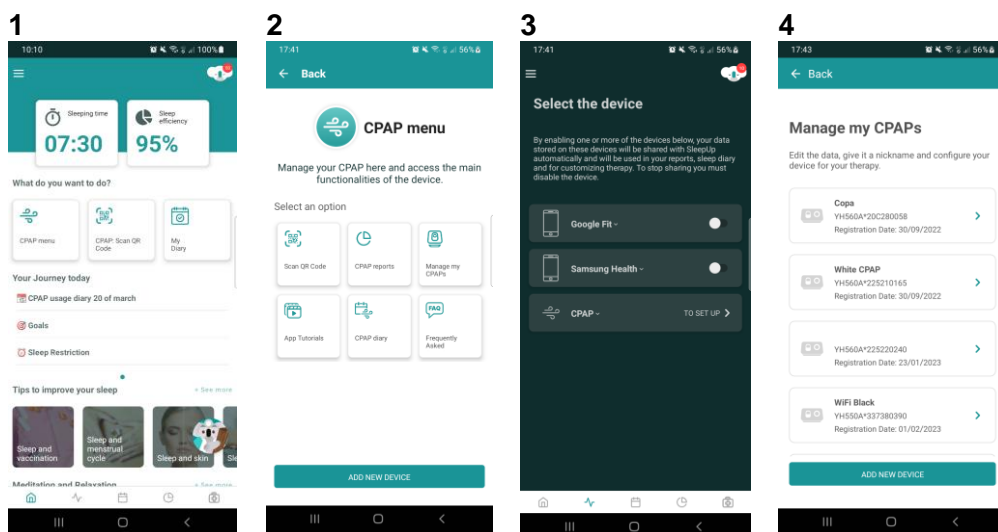 1
10:10
100%
Sleeping time
07:30
Sleep
efficiency
95%
What do you want to do?
CPAP menu
CPAP: Scan QR
Code
My
Diary
Your Journey today
CPAP usage diary 20 of march
Goals
Sleep Restriction
Tips to improve your sleep
+ See more
Sleep and
vaccination
Sleep and
menstrual
cycle
Sleep and skin
Sle
Meditation and Relaxation
+ See more
2
17:41
56%
← Back
CPAP menu
Manage your CPAP here and access the main
functionalities of the device.
Select an option
Scan QR Code
CPAP reports
Manage my
CPAPs
App Tutorials
CPAP diary
FAQ
Frequently
Asked
ADD NEW DEVICE
3
17:41
56%
Select the device
By enabling one or more of the devices below, your data
stored on these devices will be shared with SleepUp
automatically and will be used in your reports, sleep diary
and for customizing therapy. To stop sharing you must
disable the device.
Google Fit -
Samsung Health -
CPAP -
TO SET UP
4
17:43
56%
← Back
Manage my CPAPs
Edit the data, give it a nickname and configure your
device for your therapy.
Copa
YH560A*20C280058
Registration Date: 30/09/2022
White CPAP
YH560A*225210165
Registration Date: 30/09/2022
YH560A*225220240
Registration Date: 23/01/2023
WiFi Black
YH550A*337380390
Registration Date: 01/02/2023
ADD NEW DEVICE